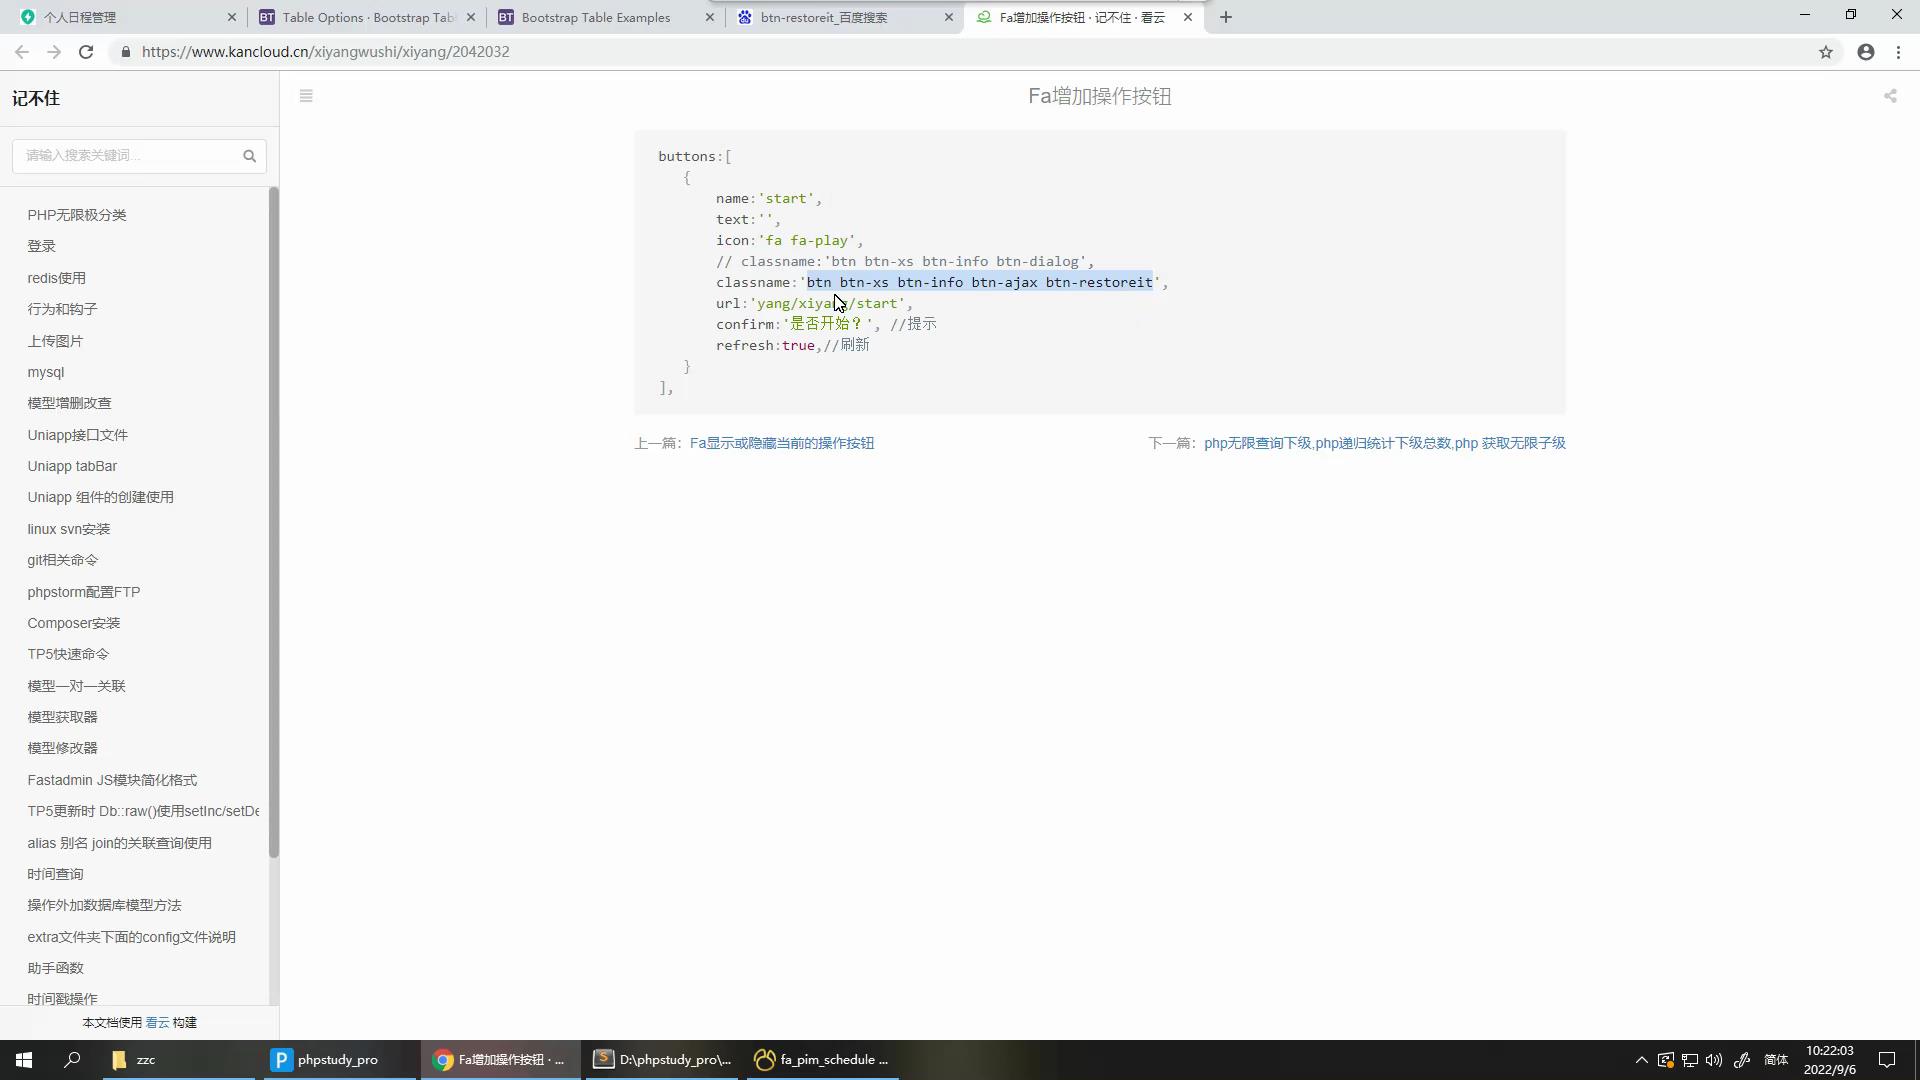 个人日程管理
Table Options · Bootstrap Tab
Bootstrap Table Examples
btn-restoreit_百度搜索
Fa增加操作按钮 · 记不住 · 看云
https://www.kancloud.cn/xiyangwushi/xiyang/2042032
记不住
请输入搜索关键词...
PHP无限极分类
登录
redis使用
行为和钩子
上传图片
mysql
模型增删改查
Uniapp接口文件
Uniapp tabBar
Uniapp 组件的创建使用
linux svn安装
git相关命令
phpstorm配置FTP
Composer安装
TP5快速命令
模型一对一关联
模型获取器
模型修改器
Fastadmin JS模块简化格式
TP5更新时 Db::raw()使用setInc/setDe
alias 别名 join的关联查询使用
时间查询
操作外加数据库模型方法
extra文件夹下面的config文件说明
助手函数
时间戳操作
本文档使用 看云 构建
Fa增加操作按钮
buttons:[
{
name:'start',
text:'',
icon:'fa fa-play',
// classname:'btn btn-xs btn-info btn-dialog',
classname:'btn btn-xs btn-info btn-ajax btn-restoreit',
url:'yang/xiyang/start',
confirm:'是否开始？', //提示
refresh:true,//刷新
}
],
上一篇：Fa显示或隐藏当前的操作按钮
下一篇：php无限查询下级,php递归统计下级总数,php 获取无限子级
zzc
phpstudy_pro
Fa增加操作按钮 · ...
D:\phpstudy_pro\...
fa_pim_schedule ...
简体
10:22:03
2022/9/6